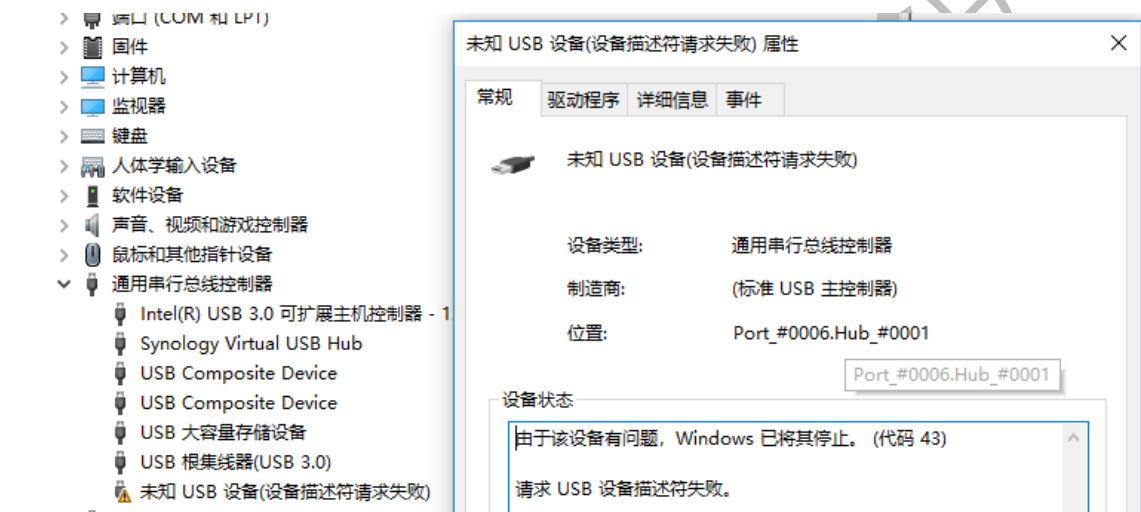 端口 (COM 和 LPT)
固件
计算机
监视器
键盘
人体学输入设备
软件设备
声音、视频和游戏控制器
鼠标和其他指针设备
通用串行总线控制器
Intel(R) USB 3.0 可扩展主机控制器 - 1.
Synology Virtual USB Hub
USB Composite Device
USB Composite Device
USB 大容量存储设备
USB 根集线器(USB 3.0)
未知 USB 设备(设备描述符请求失败)
未知 USB 设备(设备描述符请求失败) 属性
常规 驱动程序 详细信息 事件
未知 USB 设备(设备描述符请求失败)
设备类型: 通用串行总线控制器
制造商: (标准 USB 主控制器)
位置: Port_#0006.Hub_#0001
Port_#0006.Hub_#0001
设备状态
由于该设备有问题，Windows 已将其停止。 (代码 43)
请求 USB 设备描述符失败。